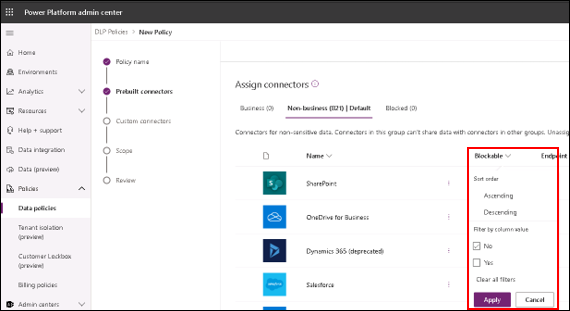 Power Platform admin center
DLP Policies > New Policy
Home
Environments
Analytics
Resources
Help + support
Data integration
Data (preview)
Policies
Data policies
Tenant isolation
(preview)
Customer Lockbox
(preview)
Billing policies
Admin centers
Policy name
Prebuilt connectors
Custom connectors
Scope
Review
Assign connectors
Business (0)
Non-business (821) | Default
Blocked (0)
Connectors for non-sensitive data. Connectors in this group can't share data with connectors in other groups. Unassig
Name
Blockable
Endpoint
SharePoint
OneDrive for Business
Dynamics 365 (deprecated)
Salesforce
Sort order
Ascending
Descending
Filter by column value
No
Yes
Clear all filters
Apply
Cancel